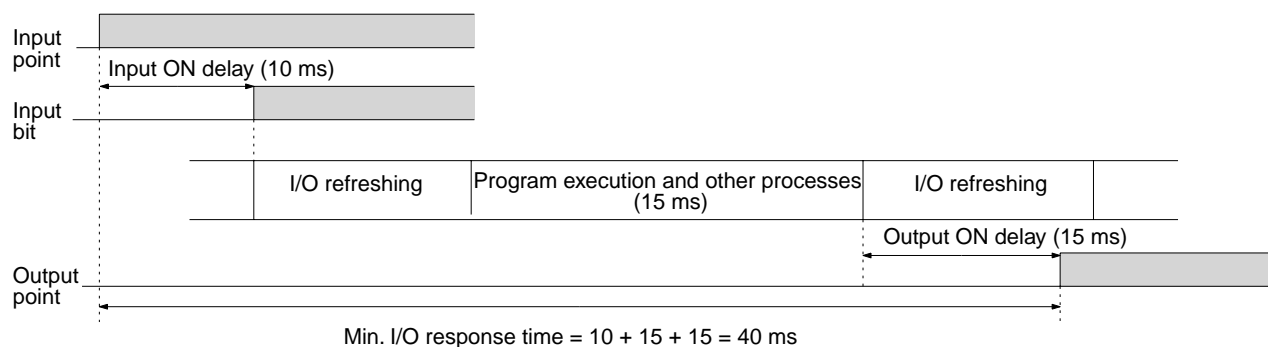 Input
point
Input ON delay (10 ms)
Input
bit
I/O refreshing
Program execution and other processes
(15 ms)
I/O refreshing
Output ON delay (15 ms)
Output
point
Min. I/O response time = 10 + 15 + 15 = 40 ms